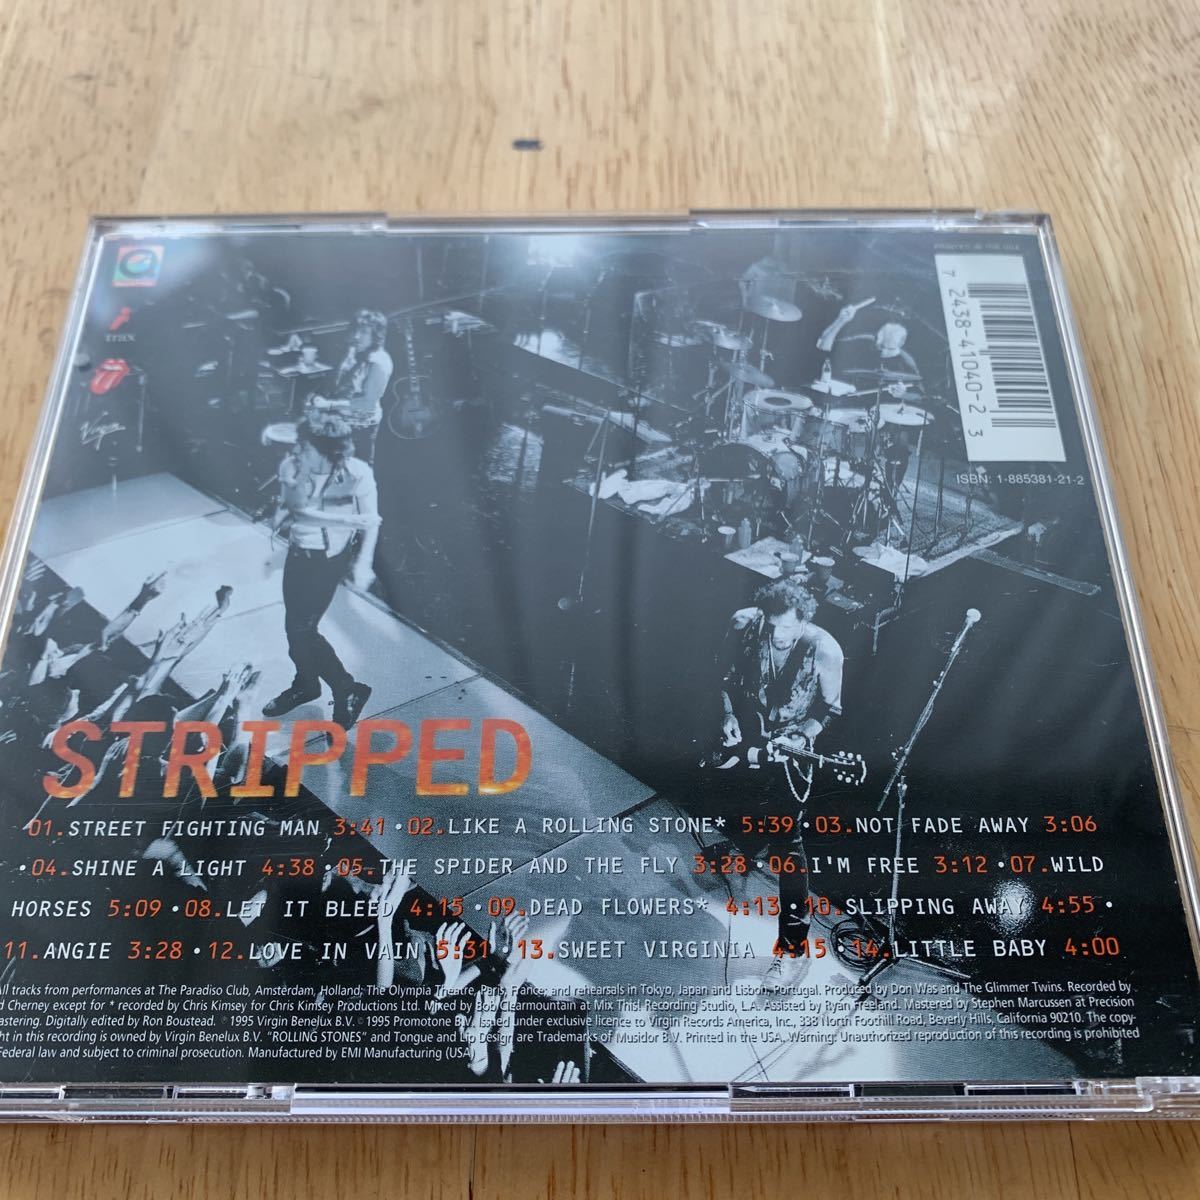 PRINTED IN THE USA
7 2438-41040-2 3
ISBN: 1-885381-21-2
trax
Virgin
STRIPPED
01.STREET FIGHTING MAN 3:41 •02.LIKE A ROLLING STONE* 5:39 •03.NOT FADE AWAY 3:06
•04.SHINE A LIGHT 4:38 •05.THE SPIDER AND THE FLY 3:28 •06.I'M FREE 3:12 •07.WILD
HORSES 5:09 •08.LET IT BLEED 4:15 •09.DEAD FLOWERS* 4:13 •10.SLIPPING AWAY 4:55 •
11.ANGIE 3:28 •12.LOVE IN VAIN 5:31 •13.SWEET VIRGINIA 4:15 •14.LITTLE BABY 4:00
All tracks from performances at The Paradiso Club, Amsterdam, Holland; The Olympia Theatre, Paris, France; and rehearsals in Tokyo, Japan and Lisbon, Portugal. Produced by Don Was and The Glimmer Twins. Recorded by
d Cherney except for * recorded by Chris Kimsey for Chris Kimsey Productions Ltd. Mixed by Bob Clearmountain at Mix This! Recording Studio, L.A. Assisted by Ryan Freeland. Mastered by Stephen Marcussen at Precision
astering. Digitally edited by Ron Boustead. ℗1995 Virgin Benelux B.V. ©1995 Promotone B.V. Issued under exclusive licence to Virgin Records America, Inc., 338 North Foothill Road, Beverly Hills, California 90210. The copy-
ht in this recording is owned by Virgin Benelux B.V. "ROLLING STONES" and Tongue and Lip Design are Trademarks of Musidor B.V. Printed in the USA. Warning: Unauthorized reproduction of this recording is prohibited
Federal law and subject to criminal prosecution. Manufactured by EMI Manufacturing (USA)